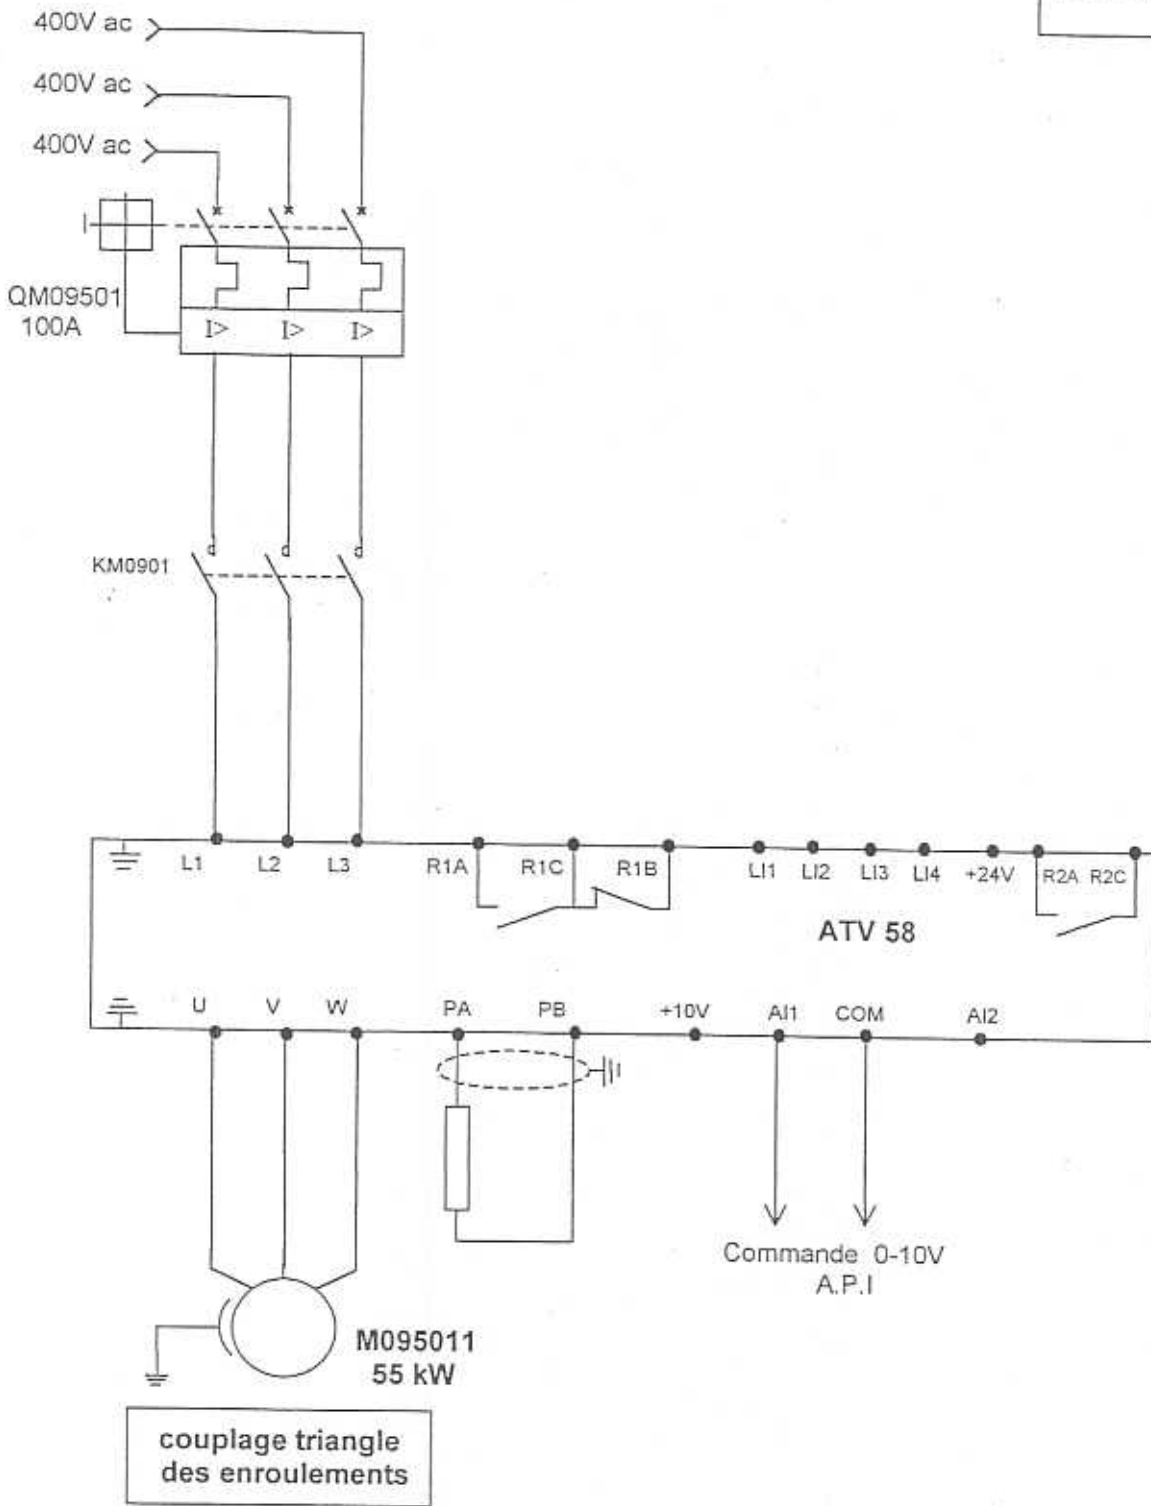 400V ac
400V ac
400V ac
QM09501
100A
I> I> I>
KM0901
L1 L2 L3 R1A R1C R1B LI1 LI2 LI3 LI4 +24V R2A R2C
ATV 58
U V W PA PB +10V AI1 COM AI2
Commande 0-10V
A.P.I
M095011
55 kW
couplage triangle
des enroulements